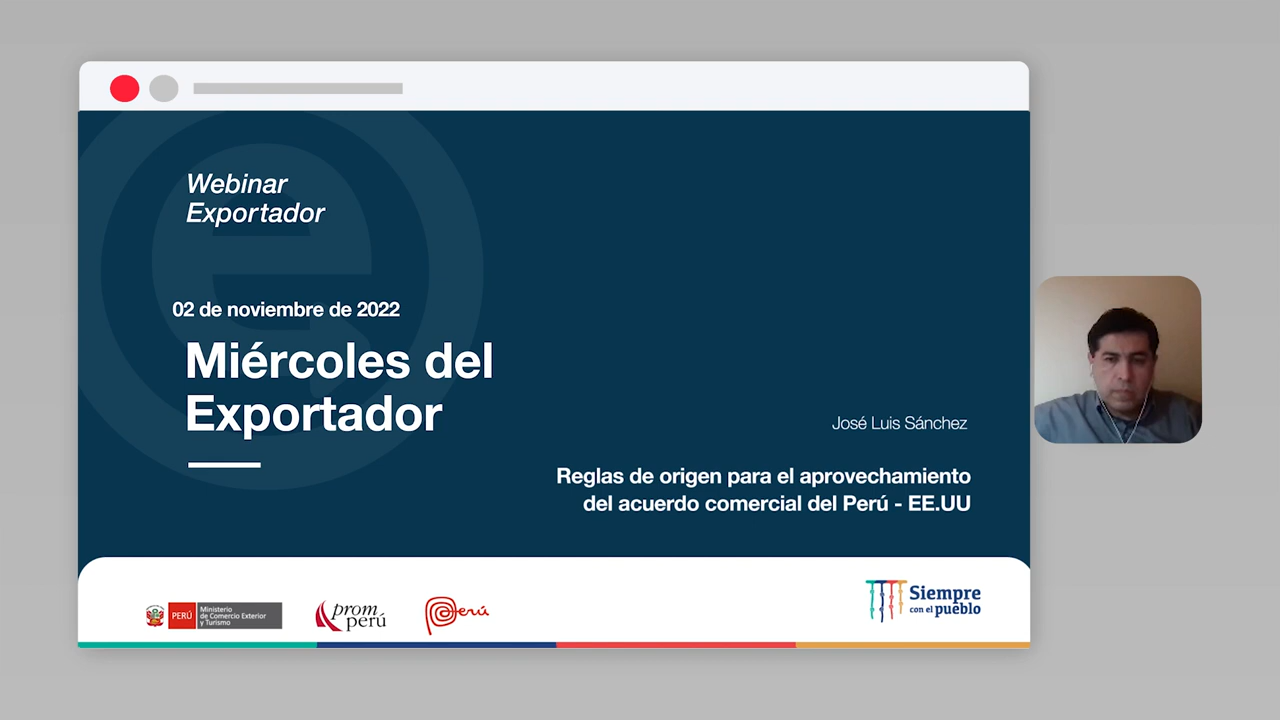 Webinar
Exportador
02 de noviembre de 2022
Miércoles del
Exportador
José Luis Sánchez
Reglas de origen para el aprovechamiento
del acuerdo comercial del Perú - EE.UU
PERÚ
Ministerio
de Comercio Exterior
y Turismo
prom
perú
Perú
Siempre
con el pueblo